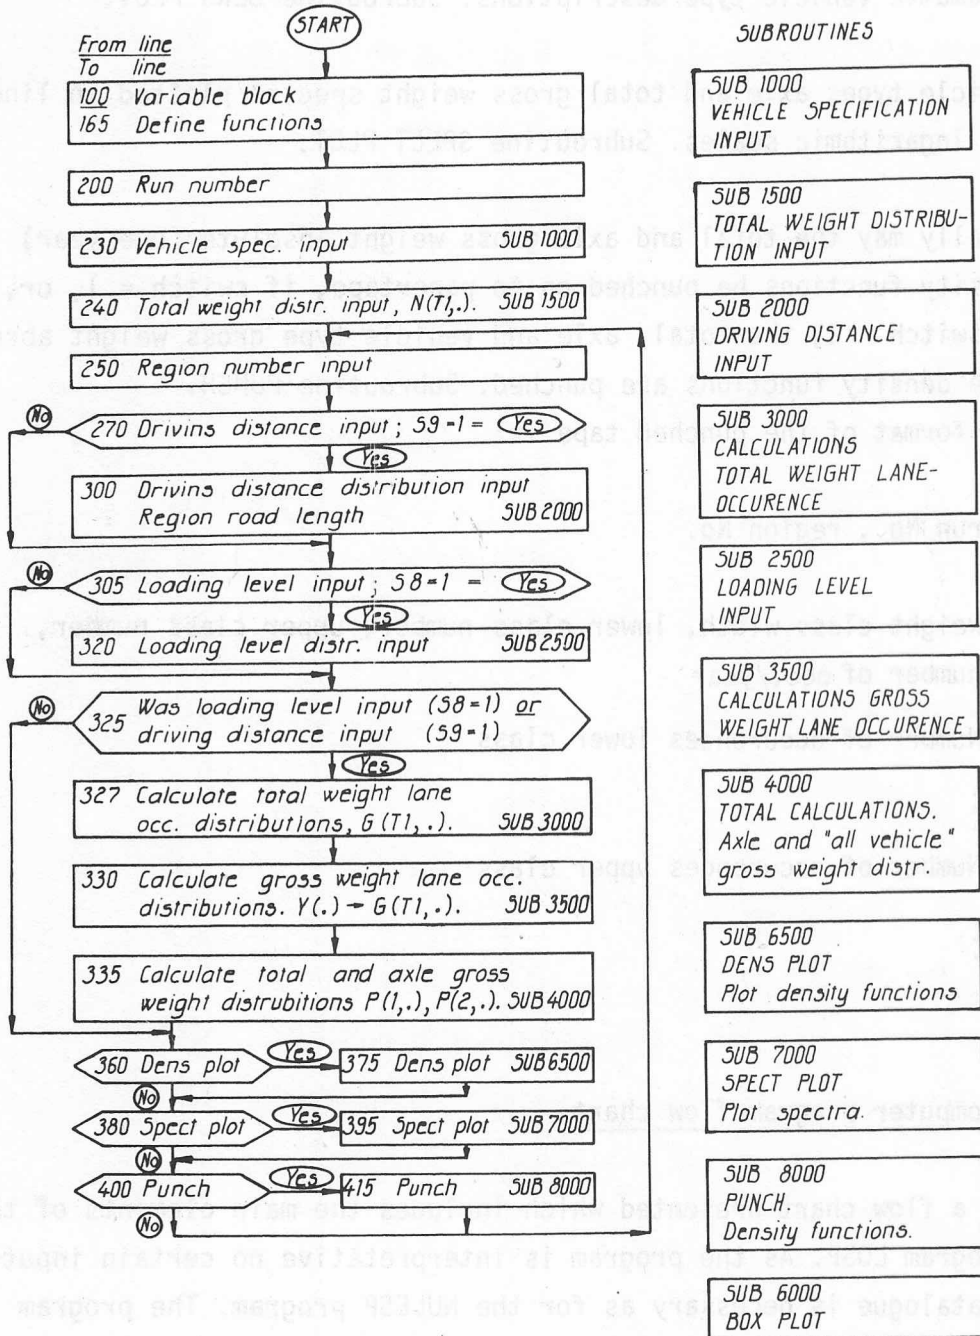 START
From line
To line
100 Variable block
165 Define functions
200 Run number
230 Vehicle spec. input SUB 1000
240 Total weight distr. input, N(T1,.). SUB 1500
250 Region number input
No
270 Drivins distance input; S9=1 = Yes
Yes
300 Drivins distance distribution input
Region road length SUB 2000
No
305 Loading level input; S8=1 = Yes
Yes
320 Loading level distr. input SUB 2500
No
325 Was loading level input (S8=1) or
driving distance input (S9=1)
Yes
327 Calculate total weight lane
occ. distributions, G(T1,.). SUB 3000
330 Calculate gross weight lane occ.
distributions. Y(.) → G(T1,.). SUB 3500
335 Calculate total and axle gross
weight distrubitions P(1,.), P(2,.). SUB 4000
360 Dens plot Yes 375 Dens plot SUB 6500
No
380 Spect plot Yes 395 Spect plot SUB 7000
No
400 Punch Yes 415 Punch SUB 8000
No
SUBROUTINES
SUB 1000
VEHICLE SPECIFICATION
INPUT
SUB 1500
TOTAL WEIGHT DISTRIBU-
TION INPUT
SUB 2000
DRIVING DISTANCE
INPUT
SUB 3000
CALCULATIONS
TOTAL WEIGHT LANE-
OCCURENCE
SUB 2500
LOADING LEVEL
INPUT
SUB 3500
CALCULATIONS GROSS
WEIGHT LANE OCCURENCE
SUB 4000
TOTAL CALCULATIONS.
Axle and "all vehicle"
gross weight distr.
SUB 6500
DENS PLOT
Plot density functions
SUB 7000
SPECT PLOT
Plot spectra.
SUB 8000
PUNCH
Density functions.
SUB 6000
BOX PLOT